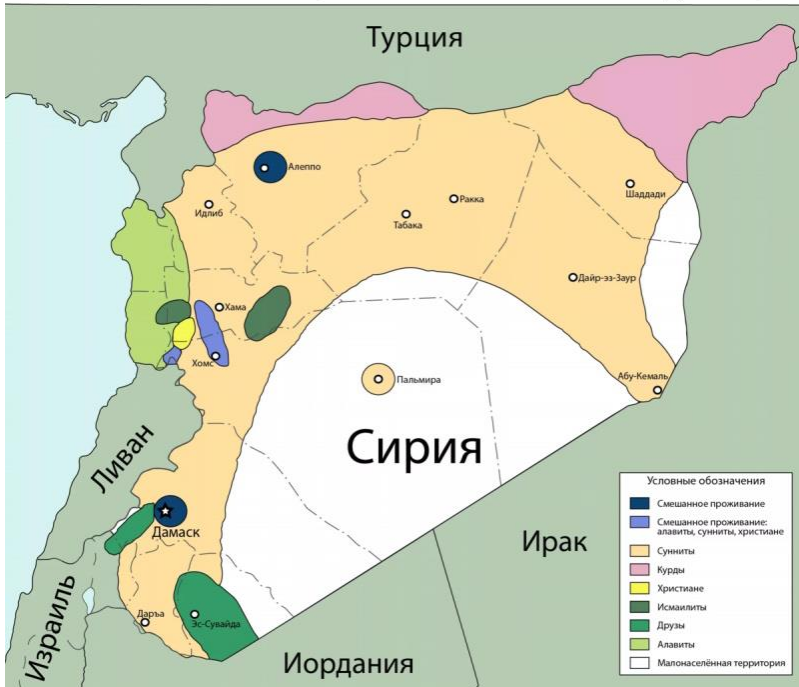 Турция
Алеппо
Идлиб
Ракка
Табака
Шаддади
Дайр-эз-Заур
Хама
Хомс
Пальмира
Абу-Кемаль
Сирия
Ливан
Дамаск
Ирак
Израиль
Даръа
Эс-Сувайда
Иордания
Условные обозначения
Смешанное проживание
Смешанное проживание:
алавиты, сунниты, христиане
Сунниты
Курды
Христиане
Исмаилиты
Друзы
Алавиты
Малонаселённая территория